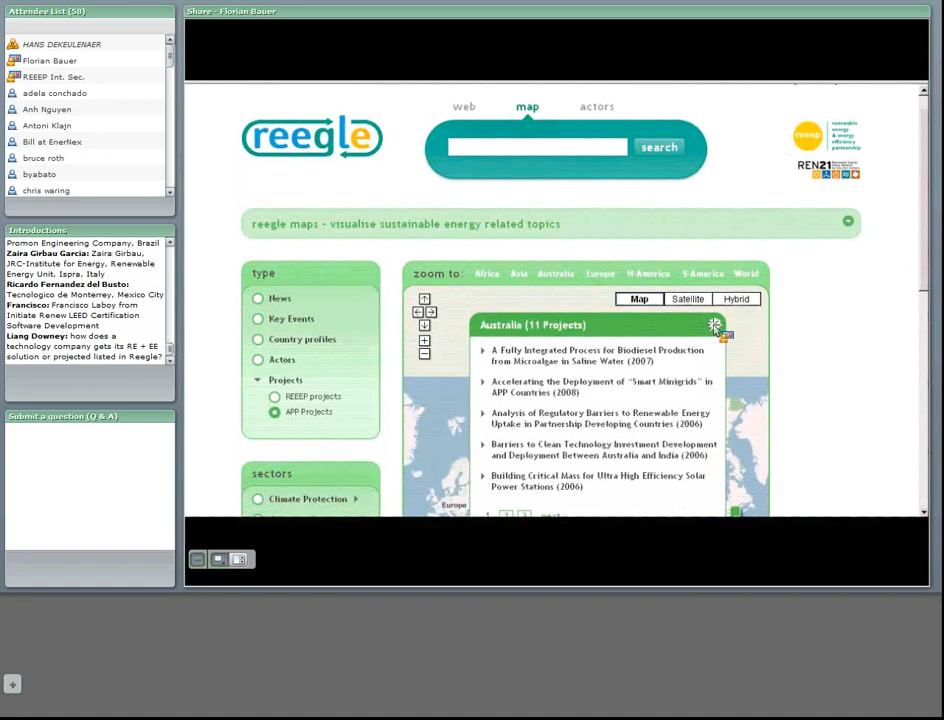 Attendee List (58)
HANS DEKEULENAER
Florian Bauer
REEEP Int. Sec.
adela conchado
Anh Nguyen
Antoni Klajn
Bill at EnerNex
bruce roth
byabato
chris waring
Introductions
Promon Engineering Company, Brazil
Zaira Girbau Garcia: Zaira Girbau,
JRC-Institute for Energy, Renewable
Energy Unit, Ispra, Italy
Ricardo Fernandez del Busto:
Tecnologico de Monterrey, Mexico City
Francisco: Francisco Laboy from
Initiate Renew LEED Certification
Software Development
Liang Downey: how does a
technology company gets its RE + EE
solution or projected listed in Reegle?
Submit a question (Q & A)
Share - Florian Bauer
web map actors
reegle
search
reeep
renewable
energy
& energy
efficiency
partnership
REN21
reegle maps - visualise sustainable energy related topics
type
News
Key Events
Country profiles
Actors
Projects
REEEP projects
APP Projects
sectors
Climate Protection
zoom to: Africa Asia Australia Europe N-America S-America World
Map Satellite Hybrid
Australia (11 Projects)
A Fully Integrated Process for Biodiesel Production
from Microalgae in Saline Water (2007)
Accelerating the Deployment of "Smart Minigrids" in
APP Countries (2008)
Analysis of Regulatory Barriers to Renewable Energy
Uptake in Partnership Developing Countries (2006)
Barriers to Clean Technology Investment Development
and Deployment Between Australia and India (2006)
Building Critical Mass for Ultra High Efficiency Solar
Power Stations (2006)
Europe